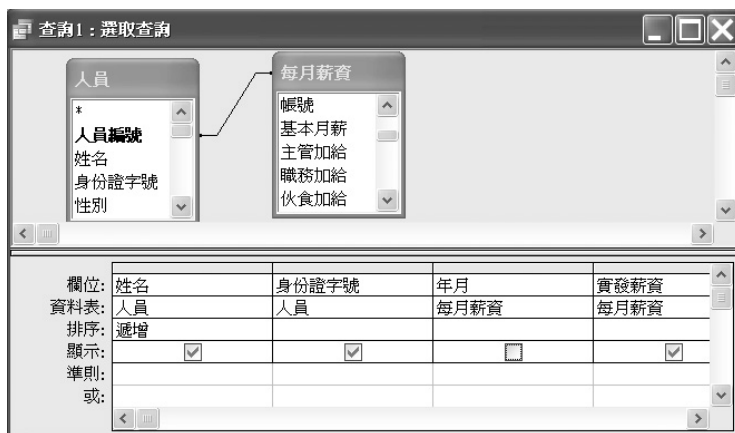 查詢1：選取查詢
人員
*
人員編號
姓名
身份證字號
性別
每月薪資
帳號
基本月薪
主管加給
職務加給
伙食加給
欄位: 姓名 身份證字號 年月 實發薪資
資料表: 人員 人員 每月薪資 每月薪資
排序: 遞增
顯示:
準則:
或: